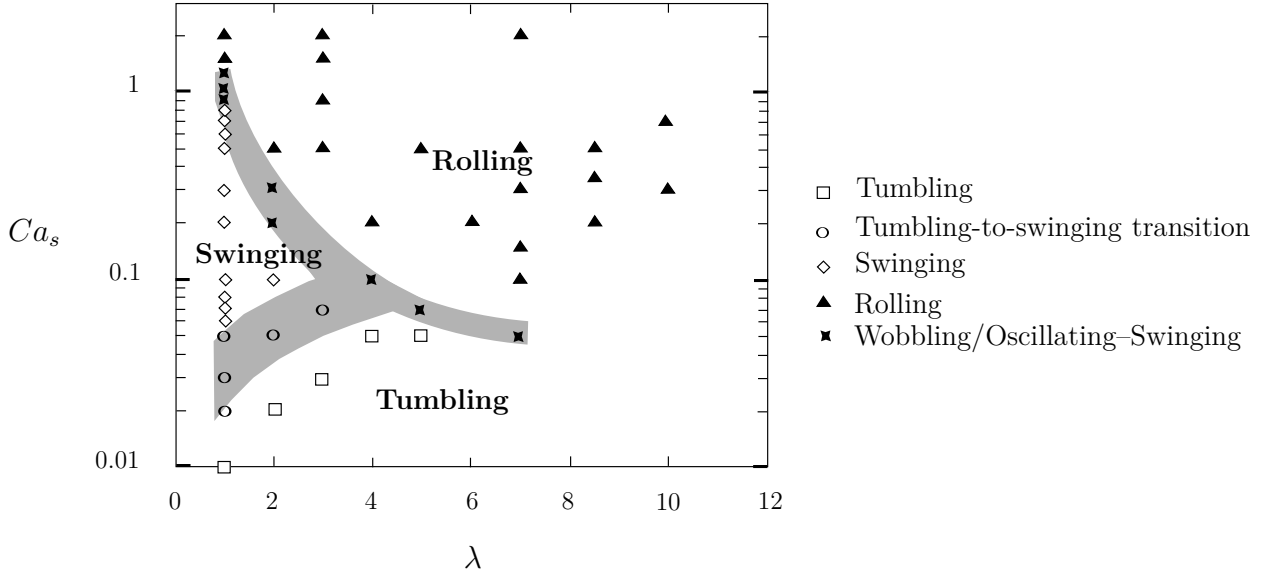 1
0.1
0.01
Ca_s
0 2 4 6 8 10 12
λ
Rolling
Swinging
Tumbling
Tumbling
Tumbling-to-swinging transition
Swinging
Rolling
Wobbling/Oscillating–Swinging